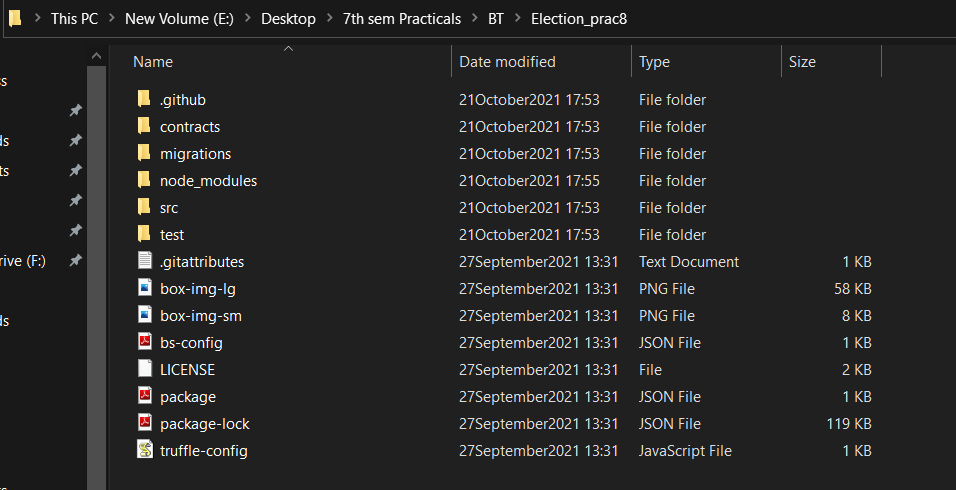 This PC > New Volume (E:) > Desktop > 7th sem Practicals > BT > Election_prac8
Name Date modified Type Size
.github 21October2021 17:53 File folder
contracts 21October2021 17:53 File folder
migrations 21October2021 17:53 File folder
node_modules 21October2021 17:55 File folder
src 21October2021 17:53 File folder
test 21October2021 17:53 File folder
.gitattributes 27September2021 13:31 Text Document 1 KB
box-img-lg 27September2021 13:31 PNG File 58 KB
box-img-sm 27September2021 13:31 PNG File 8 KB
bs-config 27September2021 13:31 JSON File 1 KB
LICENSE 27September2021 13:31 File 2 KB
package 27September2021 13:31 JSON File 1 KB
package-lock 27September2021 13:31 JSON File 119 KB
truffle-config 27September2021 13:31 JavaScript File 1 KB
(F:)